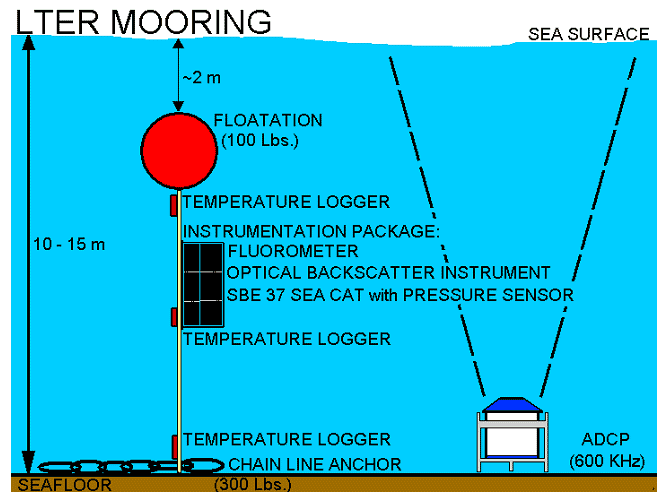 LTER MOORING
SEA SURFACE
~2 m
FLOATATION
(100 Lbs.)
TEMPERATURE LOGGER
INSTRUMENTATION PACKAGE:
10 - 15 m
FLUOROMETER
OPTICAL BACKSCATTER INSTRUMENT
SBE 37 SEA CAT with PRESSURE SENSOR
TEMPERATURE LOGGER
TEMPERATURE LOGGER
ADCP
(600 KHz)
CHAIN LINE ANCHOR
(300 Lbs.)
SEAFLOOR